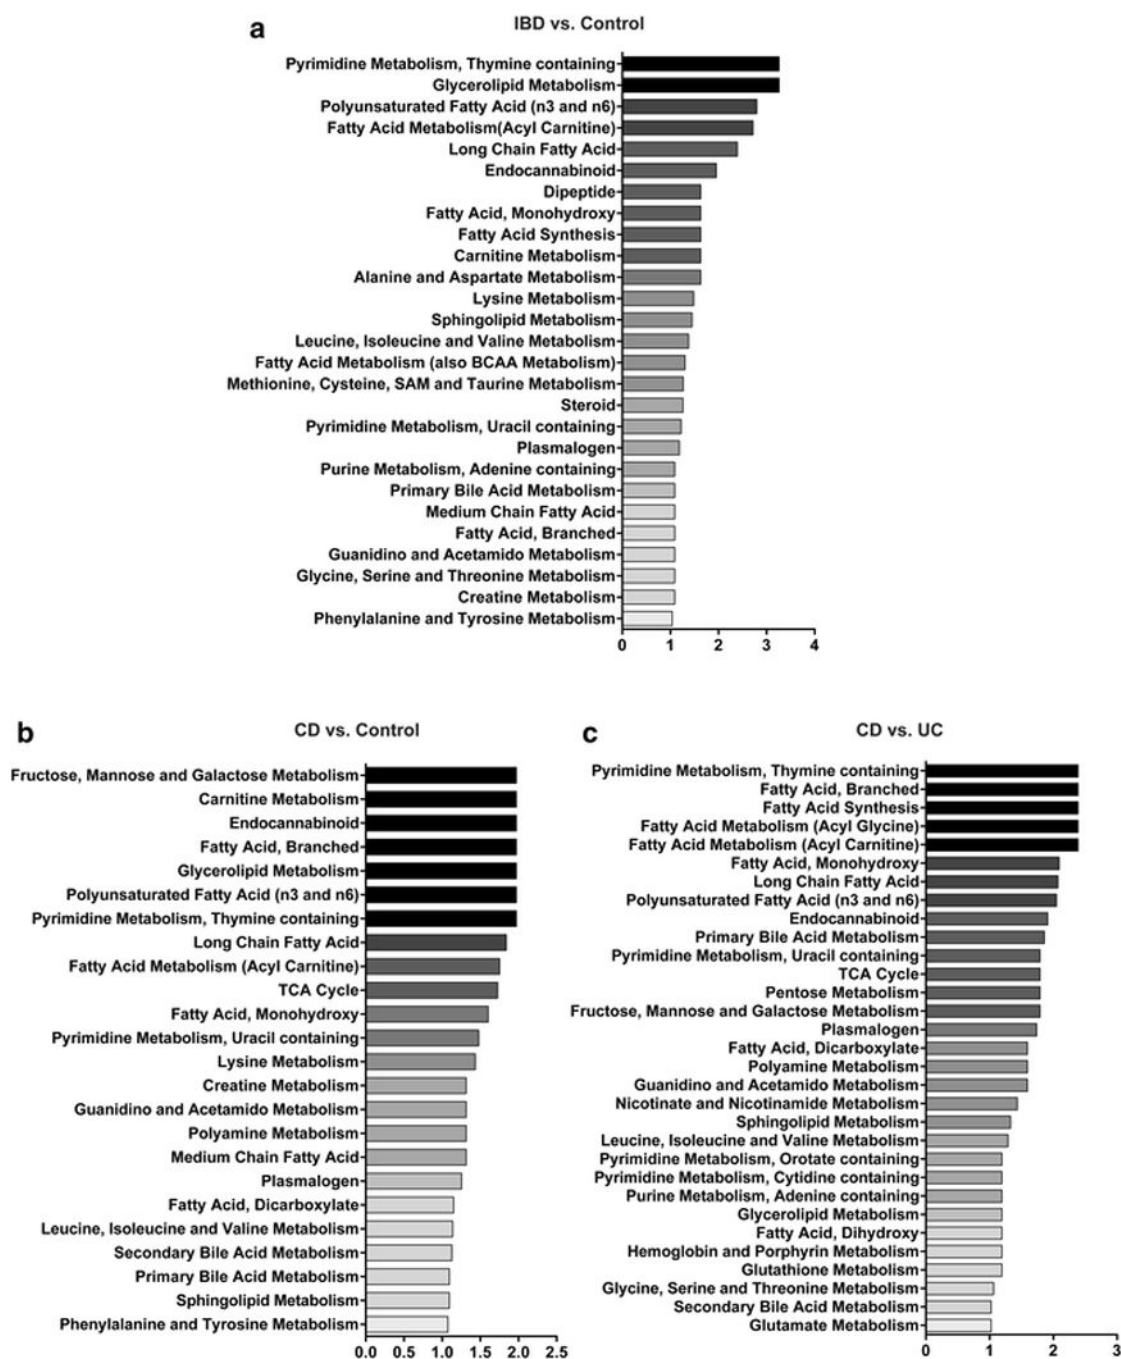 a
IBD vs. Control
Pyrimidine Metabolism, Thymine containing
Glycerolipid Metabolism
Polyunsaturated Fatty Acid (n3 and n6)
Fatty Acid Metabolism(Acyl Carnitine)
Long Chain Fatty Acid
Endocannabinoid
Dipeptide
Fatty Acid, Monohydroxy
Fatty Acid Synthesis
Carnitine Metabolism
Alanine and Aspartate Metabolism
Lysine Metabolism
Sphingolipid Metabolism
Leucine, Isoleucine and Valine Metabolism
Fatty Acid Metabolism (also BCAA Metabolism)
Methionine, Cysteine, SAM and Taurine Metabolism
Steroid
Pyrimidine Metabolism, Uracil containing
Plasmalogen
Purine Metabolism, Adenine containing
Primary Bile Acid Metabolism
Medium Chain Fatty Acid
Fatty Acid, Branched
Guanidino and Acetamido Metabolism
Glycine, Serine and Threonine Metabolism
Creatine Metabolism
Phenylalanine and Tyrosine Metabolism
0 1 2 3 4
b
CD vs. Control
Fructose, Mannose and Galactose Metabolism
Carnitine Metabolism
Endocannabinoid
Fatty Acid, Branched
Glycerolipid Metabolism
Polyunsaturated Fatty Acid (n3 and n6)
Pyrimidine Metabolism, Thymine containing
Long Chain Fatty Acid
Fatty Acid Metabolism (Acyl Carnitine)
TCA Cycle
Fatty Acid, Monohydroxy
Pyrimidine Metabolism, Uracil containing
Lysine Metabolism
Creatine Metabolism
Guanidino and Acetamido Metabolism
Polyamine Metabolism
Medium Chain Fatty Acid
Plasmalogen
Fatty Acid, Dicarboxylate
Leucine, Isoleucine and Valine Metabolism
Secondary Bile Acid Metabolism
Primary Bile Acid Metabolism
Sphingolipid Metabolism
Phenylalanine and Tyrosine Metabolism
0.0 0.5 1.0 1.5 2.0 2.5
c
CD vs. UC
Pyrimidine Metabolism, Thymine containing
Fatty Acid, Branched
Fatty Acid Synthesis
Fatty Acid Metabolism (Acyl Glycine)
Fatty Acid Metabolism (Acyl Carnitine)
Fatty Acid, Monohydroxy
Long Chain Fatty Acid
Polyunsaturated Fatty Acid (n3 and n6)
Endocannabinoid
Primary Bile Acid Metabolism
Pyrimidine Metabolism, Uracil containing
TCA Cycle
Pentose Metabolism
Fructose, Mannose and Galactose Metabolism
Plasmalogen
Fatty Acid, Dicarboxylate
Polyamine Metabolism
Guanidino and Acetamido Metabolism
Nicotinate and Nicotinamide Metabolism
Sphingolipid Metabolism
Leucine, Isoleucine and Valine Metabolism
Pyrimidine Metabolism, Orotate containing
Pyrimidine Metabolism, Cytidine containing
Purine Metabolism, Adenine containing
Glycerolipid Metabolism
Fatty Acid, Dihydroxy
Hemoglobin and Porphyrin Metabolism
Glutathione Metabolism
Glycine, Serine and Threonine Metabolism
Secondary Bile Acid Metabolism
Glutamate Metabolism
0 1 2 3